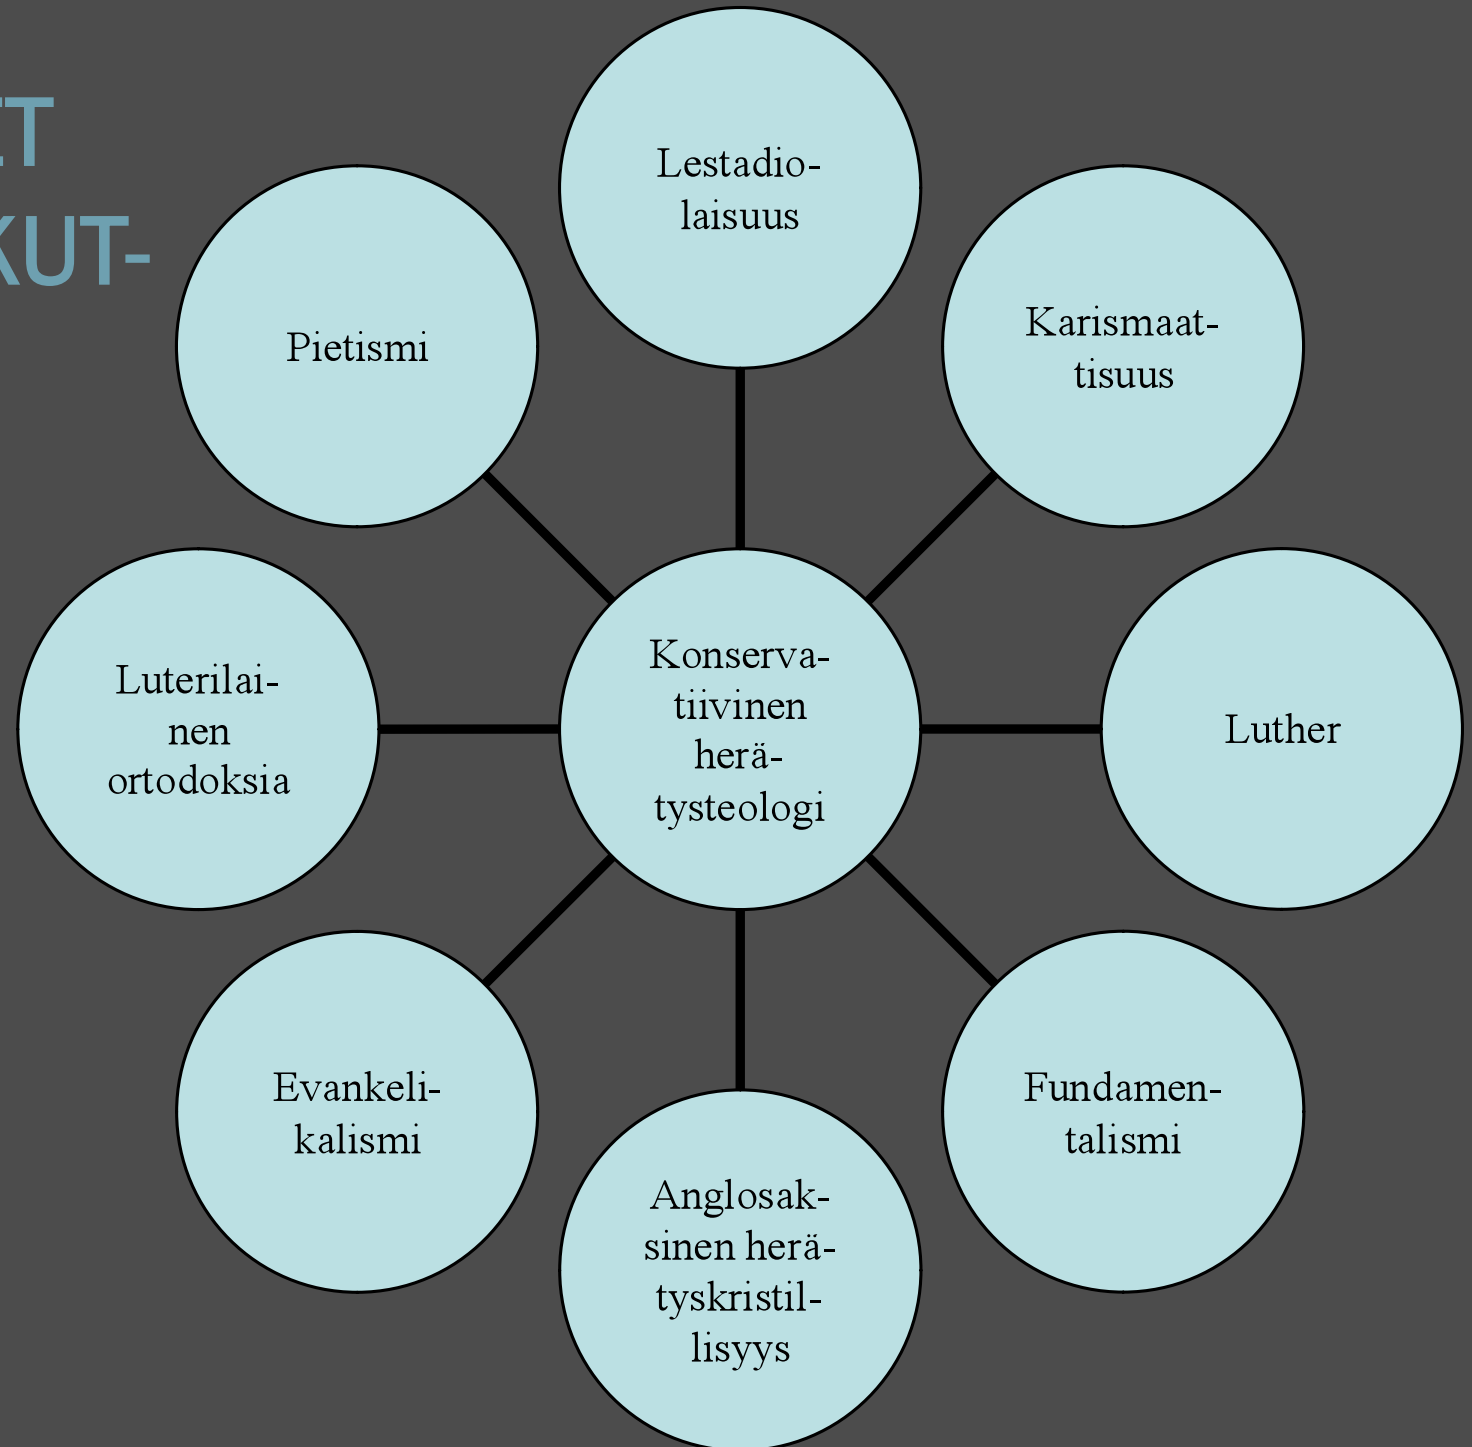 KUT-
Lestadio-
laisuus
Karismaat-
tisuus
Luther
Fundamen-
talismi
Anglosak-
sinen herä-
tyskristil-
lisyys
Evankeli-
kalismi
Luterilai-
nen
ortodoksia
Pietismi
Konserva-
tiivinen
herä-
tysteologi